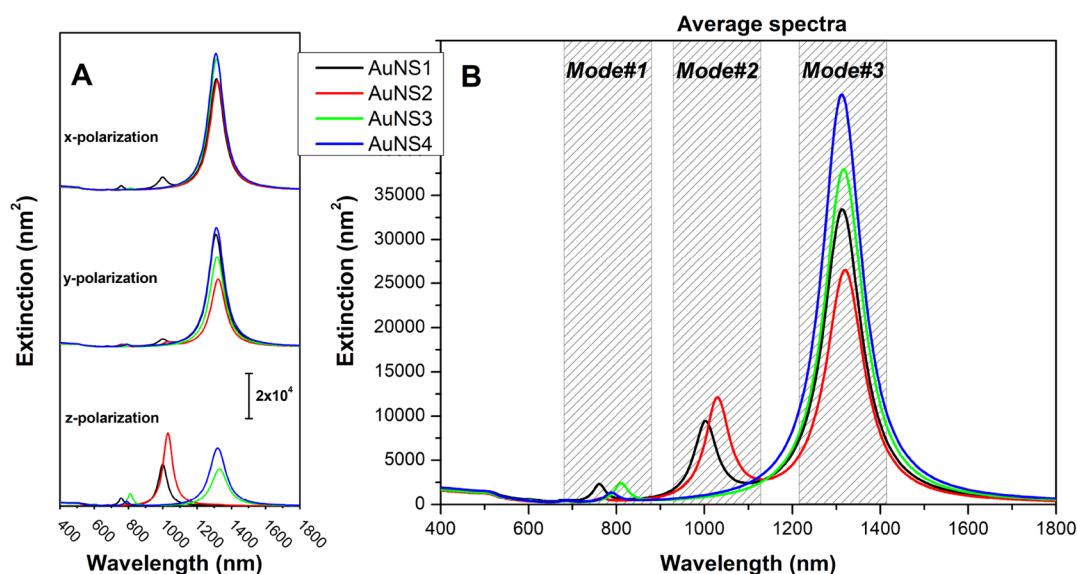 Average spectra
A
AuNS1
AuNS2
AuNS3
AuNS4
B
Mode#1
Mode#2
Mode#3
x-polarization
y-polarization
z-polarization
2x10⁴
Extinction (nm²)
400
600
800
1000
1200
1400
1600
1800
Wavelength (nm)
Extinction (nm²)
35000
30000
25000
20000
15000
10000
5000
0
400
600
800
1000
1200
1400
1600
1800
Wavelength (nm)